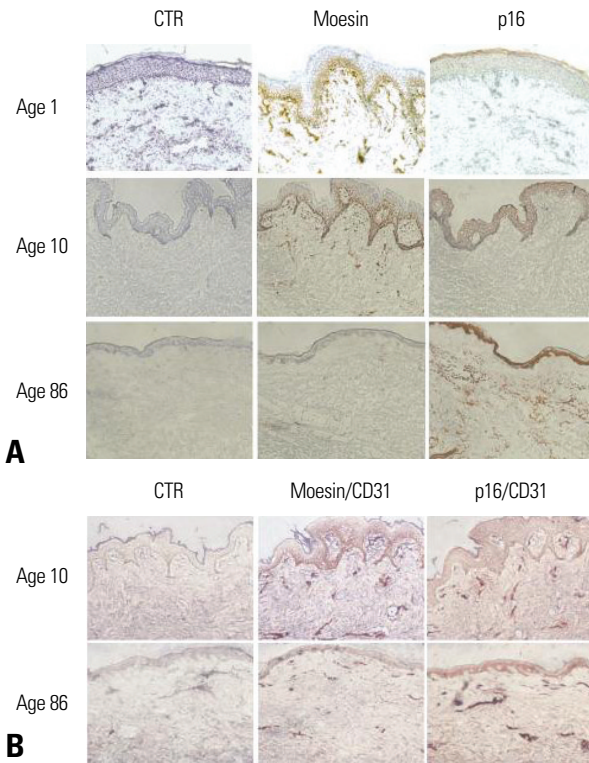 CTR Moesin p16
Age 1
Age 10
Age 86
A
CTR Moesin/CD31 p16/CD31
Age 10
Age 86
B